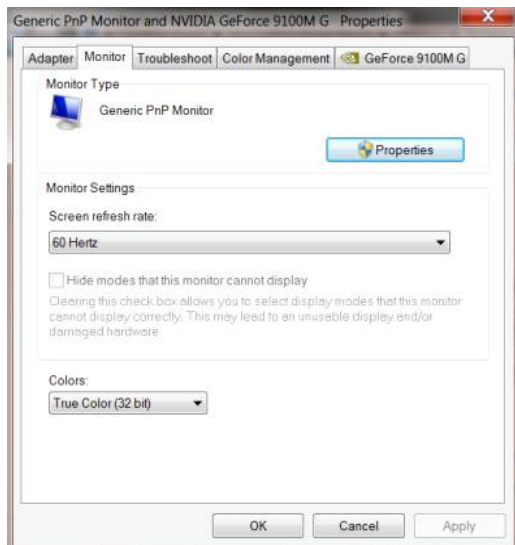 Generic PnP Monitor and NVIDIA GeForce 9100M G Properties
Adapter Monitor Troubleshoot Color Management GeForce 9100M G
Monitor Type
Generic PnP Monitor
Properties
Monitor Settings
Screen refresh rate:
60 Hertz
Hide modes that this monitor cannot display
Clearing this check box allows you to select display modes that this monitor
cannot display correctly. This may lead to an unusable display and/or
damaged hardware.
Colors:
True Color (32 bit)
OK Cancel Apply